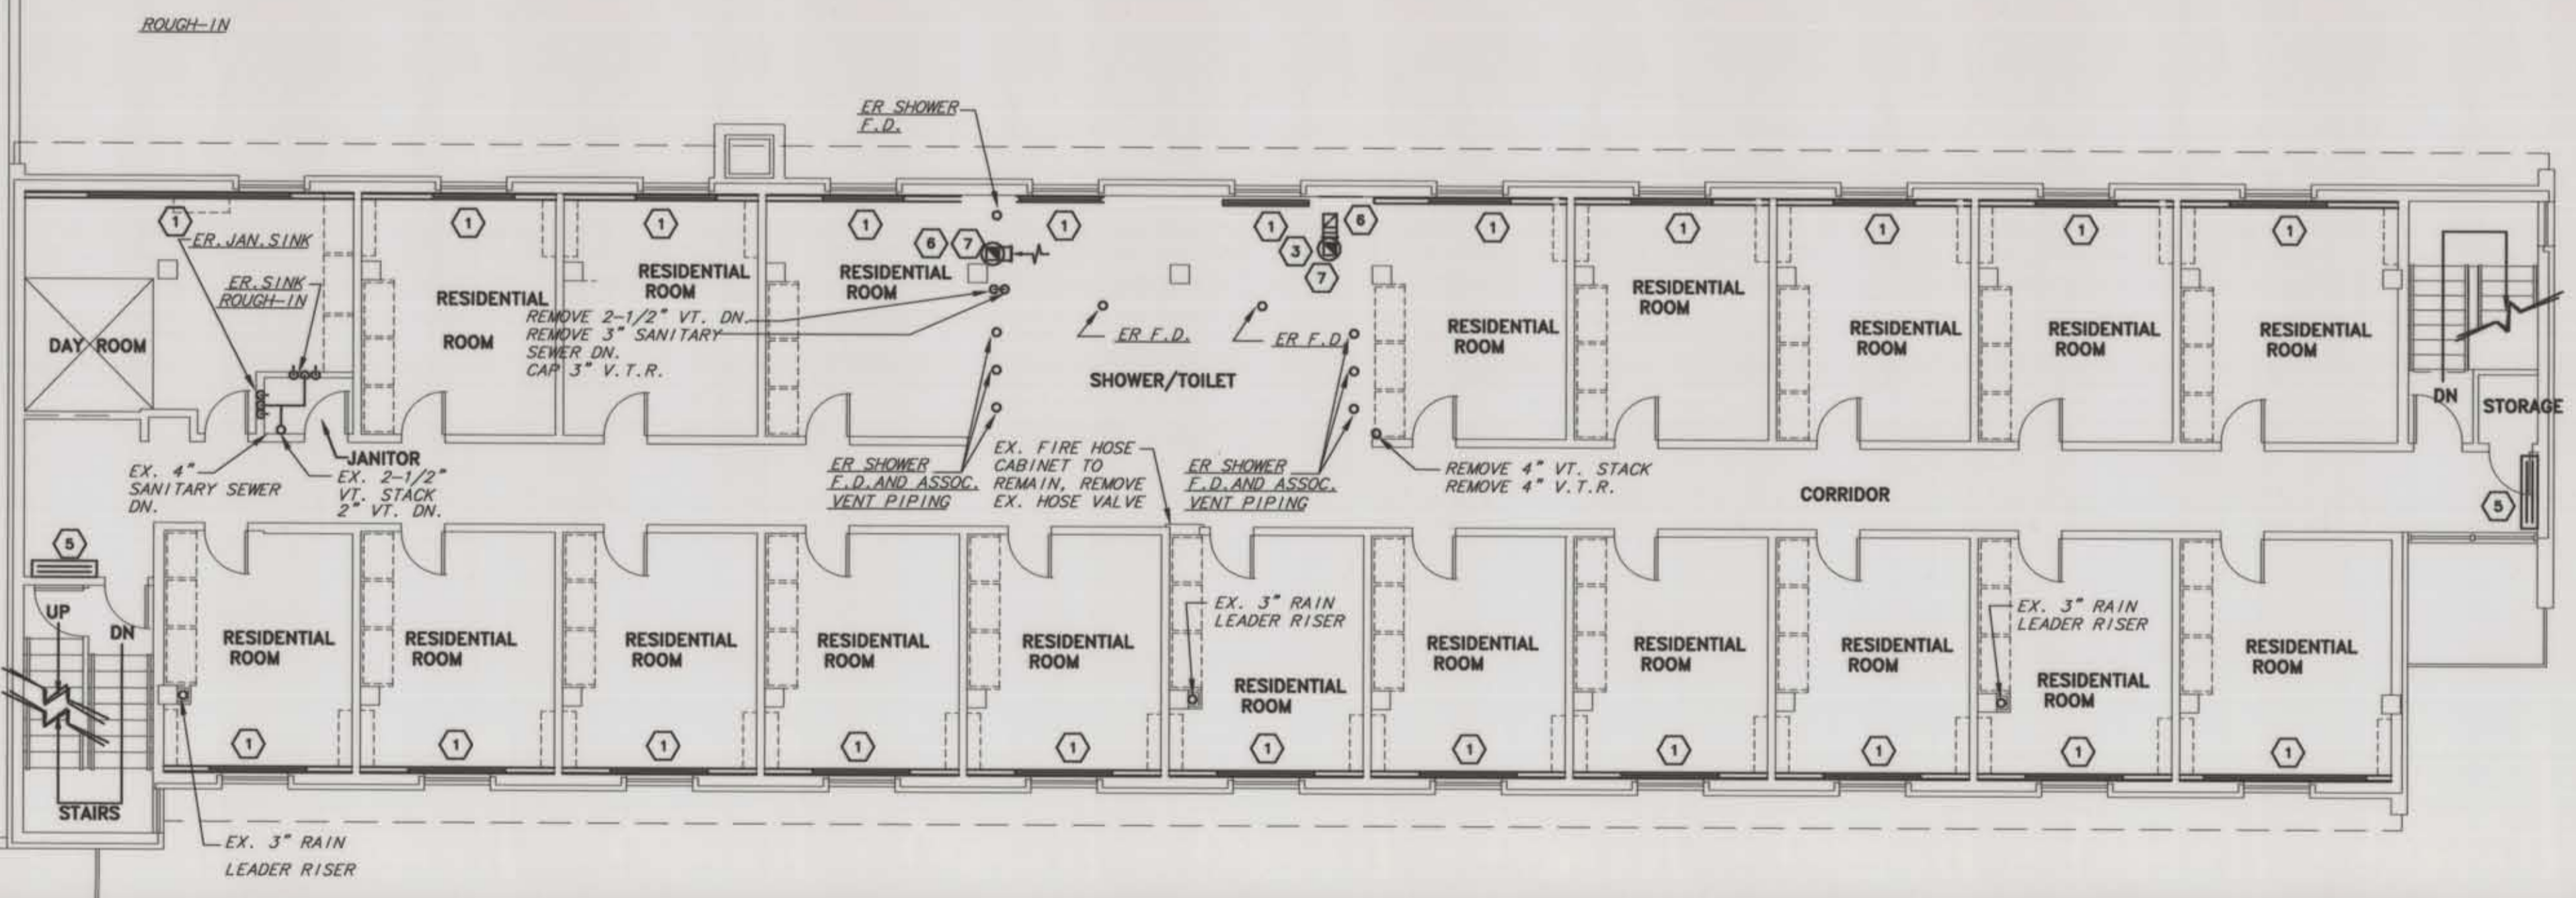 ROUGH-IN
ER SHOWER
F.D.
1
1
1
1
1
1
1
1
1
1
1
6
7
3
6
7
ER. JAN. SINK
ER. SINK
ROUGH-IN
DAY ROOM
RESIDENTIAL
ROOM
RESIDENTIAL
ROOM
RESIDENTIAL
ROOM
REMOVE 2-1/2" VT. DN.
REMOVE 3" SANITARY
SEWER DN.
CAP 3" V.T.R.
ER F.D.
ER F.D.
SHOWER/TOILET
RESIDENTIAL
ROOM
RESIDENTIAL
ROOM
RESIDENTIAL
ROOM
RESIDENTIAL
ROOM
RESIDENTIAL
ROOM
DN
STORAGE
JANITOR
EX. 4"
SANITARY SEWER
DN.
EX. 2-1/2"
VT. STACK
2" VT. DN.
ER SHOWER
F.D. AND ASSOC.
VENT PIPING
EX. FIRE HOSE
CABINET TO
REMAIN, REMOVE
EX. HOSE VALVE
ER SHOWER
F.D. AND ASSOC.
VENT PIPING
REMOVE 4" VT. STACK
REMOVE 4" V.T.R.
CORRIDOR
5
5
UP
DN
RESIDENTIAL
ROOM
RESIDENTIAL
ROOM
RESIDENTIAL
ROOM
RESIDENTIAL
ROOM
RESIDENTIAL
ROOM
EX. 3" RAIN
LEADER RISER
RESIDENTIAL
ROOM
RESIDENTIAL
ROOM
RESIDENTIAL
ROOM
RESIDENTIAL
ROOM
EX. 3" RAIN
LEADER RISER
RESIDENTIAL
ROOM
RESIDENTIAL
ROOM
1
1
1
1
1
1
1
1
1
1
1
STAIRS
EX. 3" RAIN
LEADER RISER